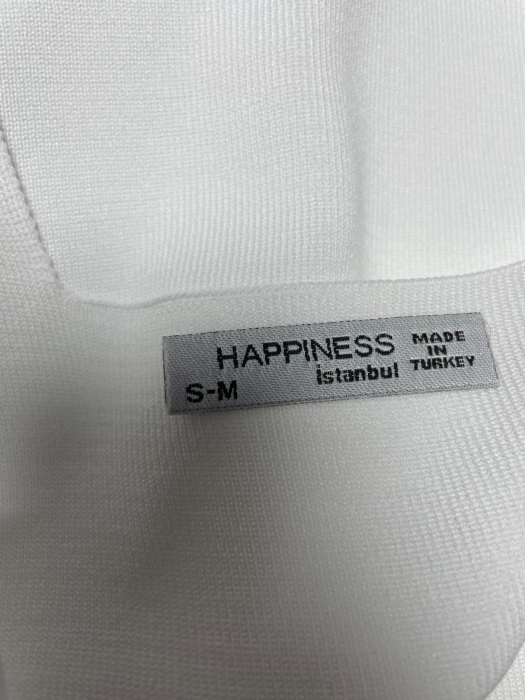 HAPPINESS
istanbul
S-M
MADE
IN
TURKEY